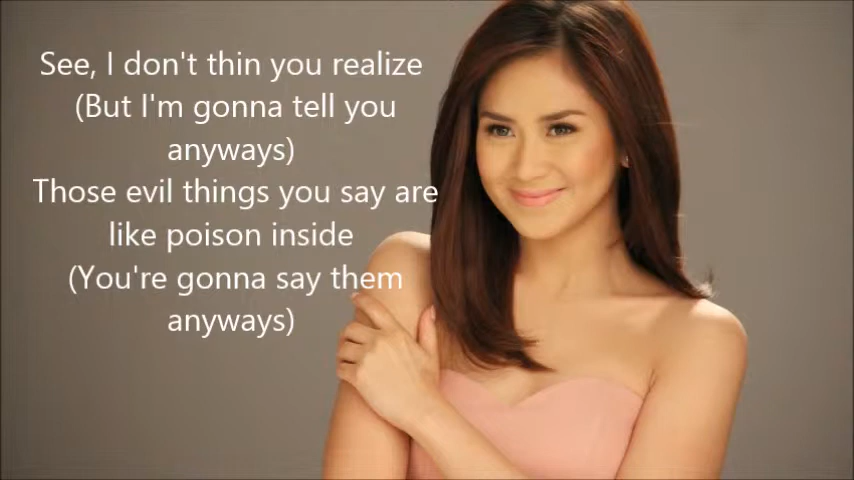 See, I don't thin you realize
(But I'm gonna tell you
anyways)
Those evil things you say are
like poison inside
(You're gonna say them
anyways)